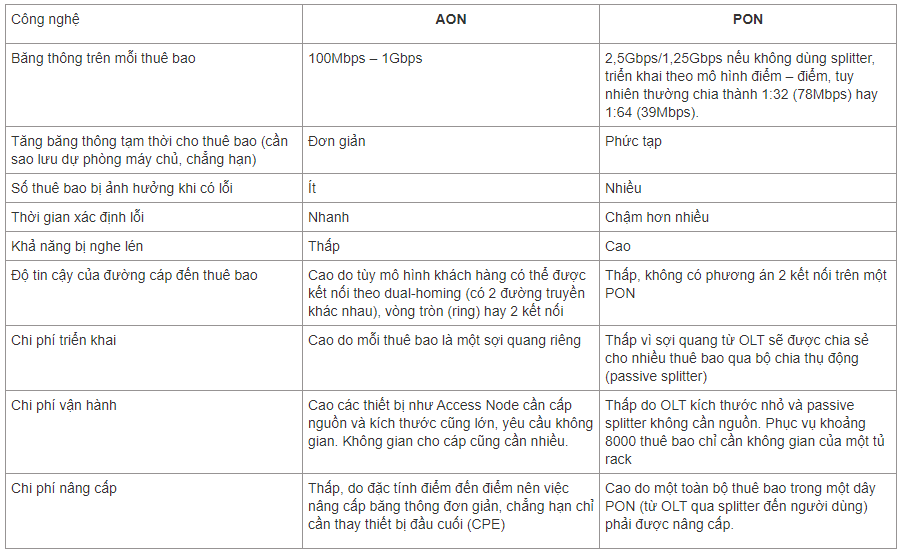 Công nghệ
AON
PON
Băng thông trên mỗi thuê bao
100Mbps – 1Gbps
2,5Gbps/1,25Gbps nếu không dùng splitter,
triển khai theo mô hình điểm – điểm, tuy
nhiên thường chia thành 1:32 (78Mbps) hay
1:64 (39Mbps).
Tăng băng thông tạm thời cho thuê bao (cần
sao lưu dự phòng máy chủ, chẳng hạn)
Đơn giản
Phức tạp
Số thuê bao bị ảnh hưởng khi có lỗi
Ít
Nhiều
Thời gian xác định lỗi
Nhanh
Chậm hơn nhiều
Khả năng bị nghe lén
Thấp
Cao
Độ tin cậy của đường cáp đến thuê bao
Cao do tùy mô hình khách hàng có thể được
kết nối theo dual-homing (có 2 đường truyền
khác nhau), vòng tròn (ring) hay 2 kết nối
Thấp, không có phương án 2 kết nối trên một
PON
Chi phí triển khai
Cao do mỗi thuê bao là một sợi quang riêng
Thấp vì sợi quang từ OLT sẽ được chia sẻ
cho nhiều thuê bao qua bộ chia thụ động
(passive splitter)
Chi phí vận hành
Cao các thiết bị như Access Node cần cấp
nguồn và kích thước cũng lớn, yêu cầu không
gian. Không gian cho cáp cũng cần nhiều.
Thấp do OLT kích thước nhỏ và passive
splitter không cần nguồn. Phục vụ khoảng
8000 thuê bao chỉ cần không gian của một tủ
rack
Chi phí nâng cấp
Thấp, do đặc tính điểm đến điểm nên việc
nâng cấp băng thông đơn giản, chẳng hạn chỉ
cần thay thiết bị đầu cuối (CPE)
Cao do một toàn bộ thuê bao trong một dây
PON (từ OLT qua splitter đến người dùng)
phải được nâng cấp.